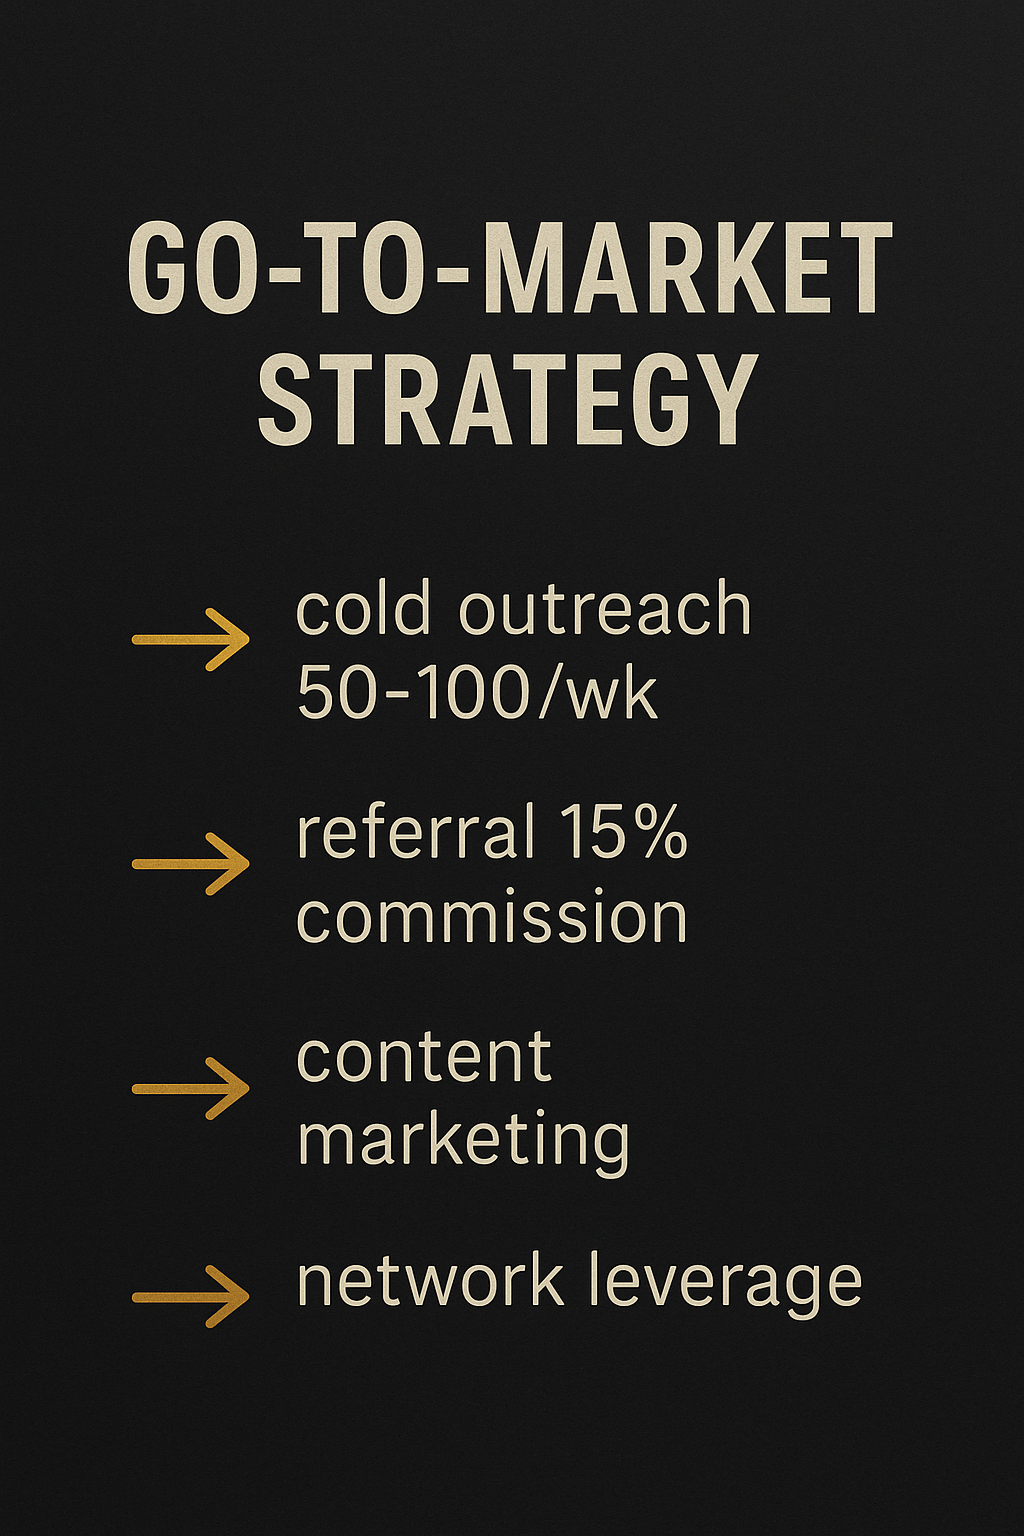 GO-TO-MARKET
STRATEGY
cold outreach
50-100/wk
referral 15%
commission
content
marketing
network leverage